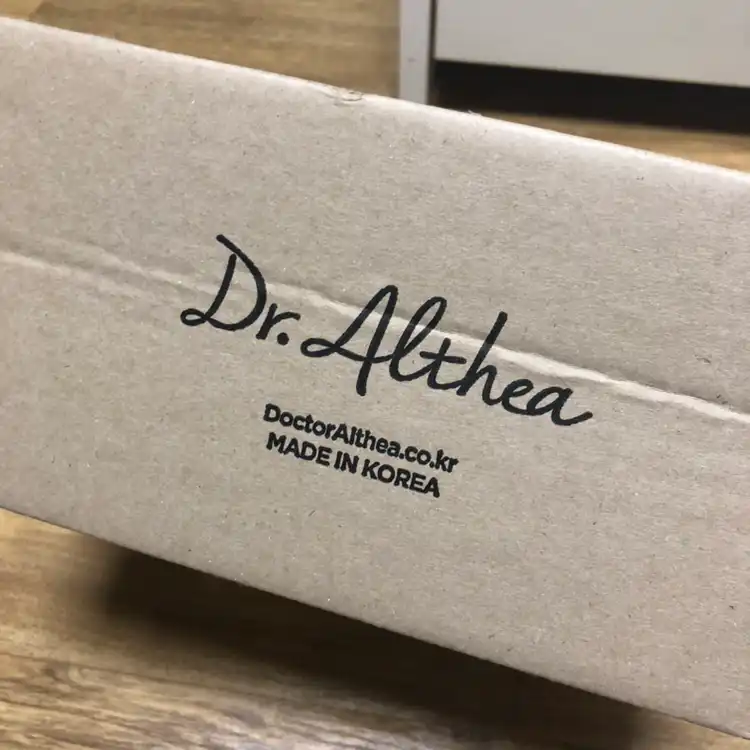 Dr. Althea
DoctorAlthea.co.kr
MADE IN KOREA